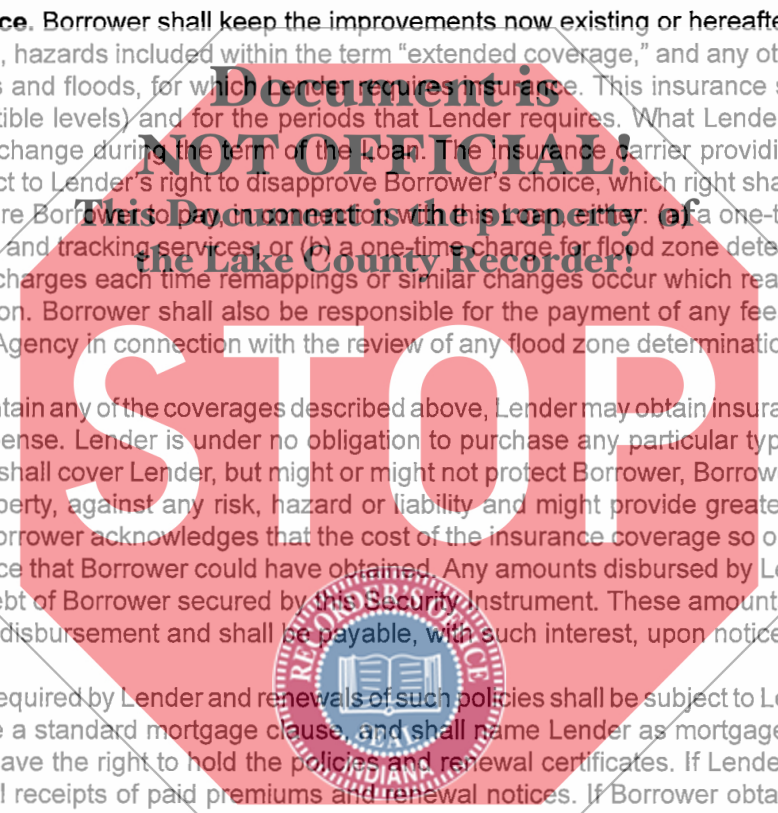 ce. Borrower shall keep the improvements now existing or hereafte
, hazards included within the term “extended coverage,” and any ot
s and floods, for which Lender requires insurance. This insurance s
tible levels) and for the periods that Lender requires. What Lende
change during the term of the Loan. The insurance carrier providi
ct to Lender's right to disapprove Borrower's choice, which right sha
re Borrower to pay, in connection with this Loan, either: (a) a one-t
and tracking services, or (b) a one-time charge for flood zone dete
charges each time remappings or similar changes occur which rea
on. Borrower shall also be responsible for the payment of any fee
Agency in connection with the review of any flood zone determinatio
Document is
NOT OFFICIAL!
This Document is the property of
the Lake County Recorder!
STOP
tain any of the coverages described above, Lender may obtain insura
ense. Lender is under no obligation to purchase any particular typ
shall cover Lender, but might or might not protect Borrower, Borrow
perty, against any risk, hazard or liability and might provide greate
orrower acknowledges that the cost of the insurance coverage so o
ce that Borrower could have obtained. Any amounts disbursed by Le
ebt of Borrower secured by this Security Instrument. These amount
disbursement and shall be payable, with such interest, upon notice
RECORDER'S OFFICE
SEAL
INDIANA
equired by Lender and renewals of such policies shall be subject to Le
e a standard mortgage clause, and shall name Lender as mortgage
ave the right to hold the policies and renewal certificates. If Lende
l receipts of paid premiums and renewal notices. If Borrower obta